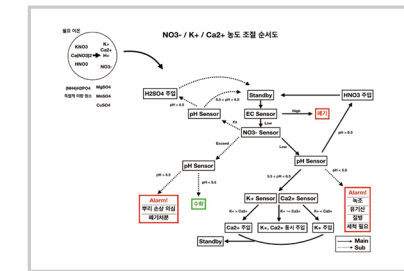 NO3- / K+ / Ca2+ 농도 조절 순서도
필요 이온
KNO3
Ca(NO3)2
HNO3
K+
Ca2+
H+
NO3-
(NH4)H2PO4
MgSO4
MnSO4
CuSO4
H2SO4 주입
Standby
HNO3 주입
pH > 6.5
5.5 < pH < 6.5
pH Sensor
EC Sensor
High
폐기
Low
Fit
NO3- Sensor
pH > 6.5
Exceed
Low
pH Sensor
pH Sensor
pH < 5.5
pH > 5.5
5.5 < pH < 6.5
pH < 5.5
Alarm!
뿌리 손상 의심
폐기처분
수확
K+ Sensor
Ca2+ Sensor
Alarm!
녹조
유기산
질병
세척 필요
K+ > Ca2+
K+ ~= Ca2+
K+ < Ca2+
Ca2+ 주입
K+, Ca2+ 동시 주입
K+ 주입
Standby
Main
Sub